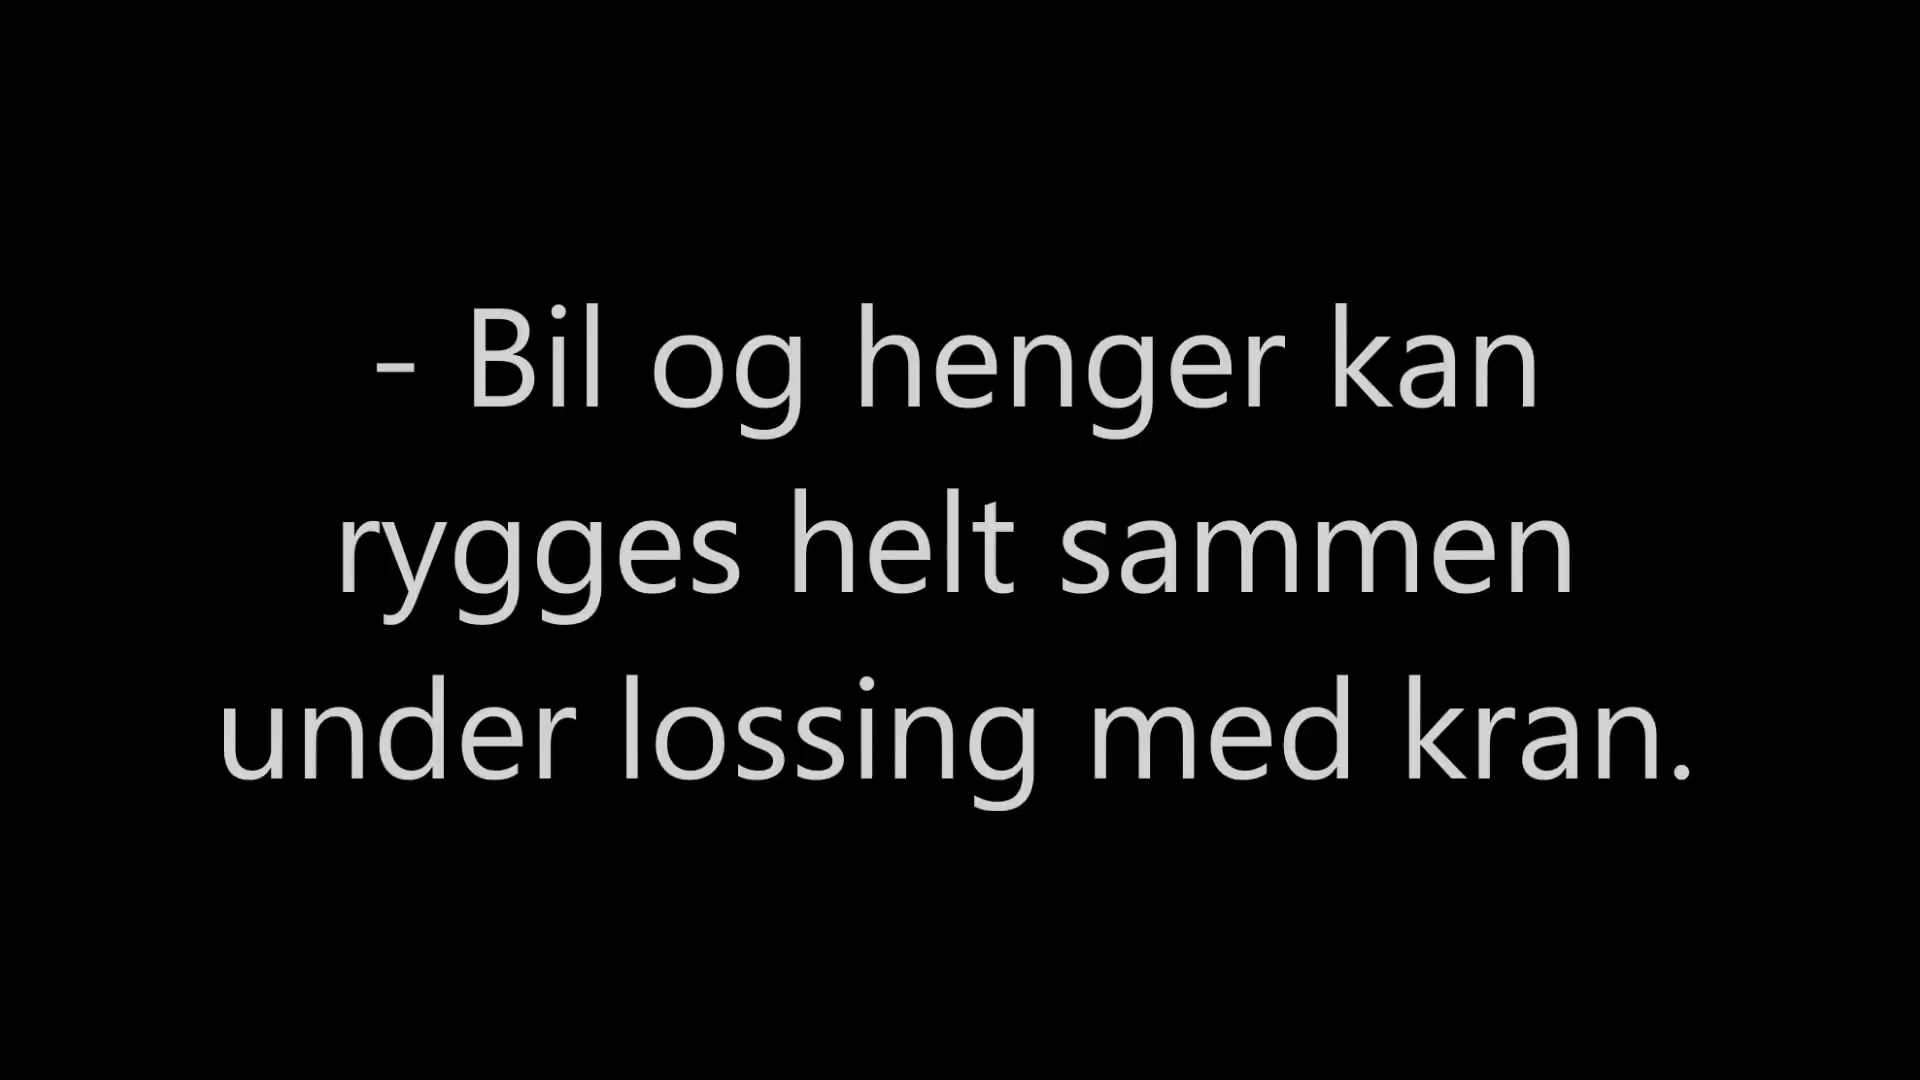 - Bil og henger kan
rygges helt sammen
under lossing med kran.